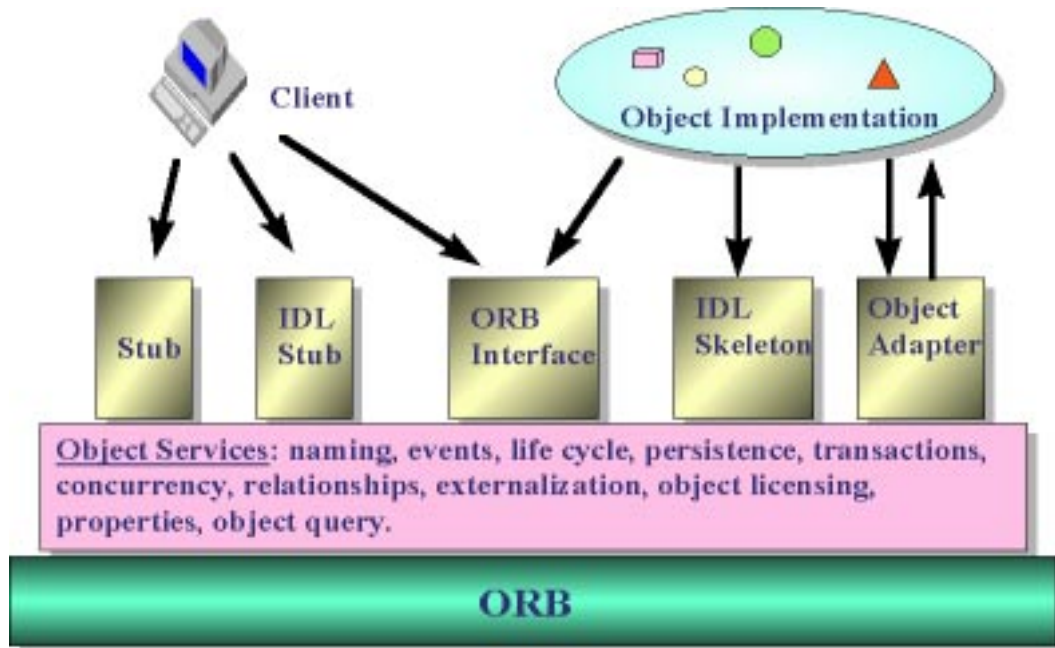 Client
Object Implementation
Stub
IDL
Stub
ORB
Interface
IDL
Skeleton
Object
Adapter
Object Services: naming, events, life cycle, persistence, transactions,
concurrency, relationships, externalization, object licensing,
properties, object query.
ORB